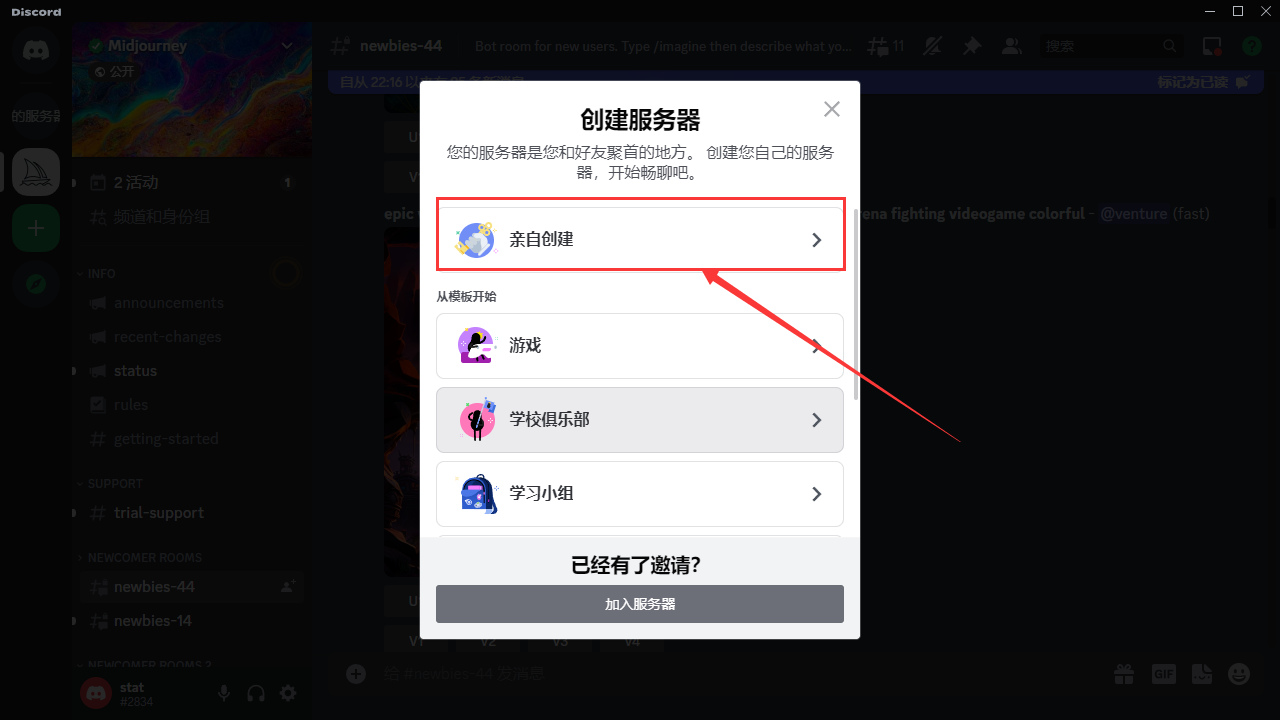 Discord
Midjourney
公开
的服务器
2 活动
1
频道和身份组
INFO
announcements
recent-changes
status
rules
getting-started
SUPPORT
trial-support
NEWCOMER ROOMS
newbies-44
newbies-14
NEWCOMER ROOMS 2
stat
#2834
newbies-44
Bot room for new users. Type /imagine then describe what yo...
11
搜索
自从 22:16
标记为已读
epic
fighting videogame colorful - @venture (fast)
创建服务器
您的服务器是您和好友聚首的地方。 创建您自己的服务
器，开始畅聊吧。
亲自创建
从模板开始
游戏
学校俱乐部
学习小组
已经有了邀请？
加入服务器
V1
V2
V3
V4
给 #newbies-44 发消息
GIF